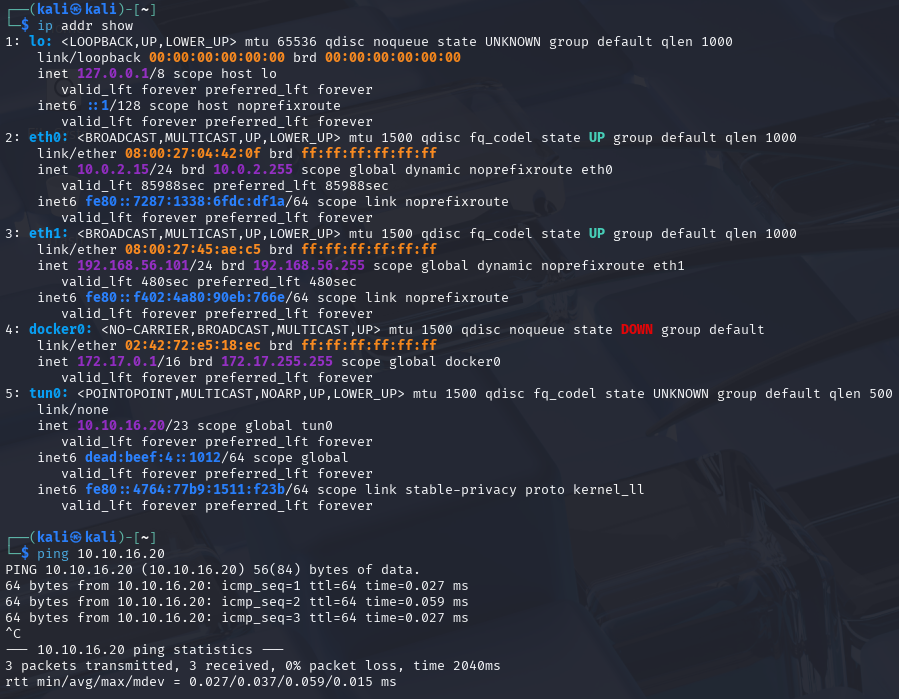 ┌──(kali㉿kali)-[~]
└─$ ip addr show
1: lo: <LOOPBACK,UP,LOWER_UP> mtu 65536 qdisc noqueue state UNKNOWN group default qlen 1000
    link/loopback 00:00:00:00:00:00 brd 00:00:00:00:00:00
    inet 127.0.0.1/8 scope host lo
       valid_lft forever preferred_lft forever
    inet6 ::1/128 scope host noprefixroute
       valid_lft forever preferred_lft forever
2: eth0: <BROADCAST,MULTICAST,UP,LOWER_UP> mtu 1500 qdisc fq_codel state UP group default qlen 1000
    link/ether 08:00:27:04:42:0f brd ff:ff:ff:ff:ff:ff
    inet 10.0.2.15/24 brd 10.0.2.255 scope global dynamic noprefixroute eth0
       valid_lft 85988sec preferred_lft 85988sec
    inet6 fe80::7287:1338:6fdc:df1a/64 scope link noprefixroute
       valid_lft forever preferred_lft forever
3: eth1: <BROADCAST,MULTICAST,UP,LOWER_UP> mtu 1500 qdisc fq_codel state UP group default qlen 1000
    link/ether 08:00:27:45:ae:c5 brd ff:ff:ff:ff:ff:ff
    inet 192.168.56.101/24 brd 192.168.56.255 scope global dynamic noprefixroute eth1
       valid_lft 480sec preferred_lft 480sec
    inet6 fe80::f402:4a80:90eb:766e/64 scope link noprefixroute
       valid_lft forever preferred_lft forever
4: docker0: <NO-CARRIER,BROADCAST,MULTICAST,UP> mtu 1500 qdisc noqueue state DOWN group default
    link/ether 02:42:72:e5:18:ec brd ff:ff:ff:ff:ff:ff
    inet 172.17.0.1/16 brd 172.17.255.255 scope global docker0
       valid_lft forever preferred_lft forever
5: tun0: <POINTOPOINT,MULTICAST,NOARP,UP,LOWER_UP> mtu 1500 qdisc fq_codel state UNKNOWN group default qlen 500
    link/none
    inet 10.10.16.20/23 scope global tun0
       valid_lft forever preferred_lft forever
    inet6 dead:beef:4::1012/64 scope global
       valid_lft forever preferred_lft forever
    inet6 fe80::4764:77b9:1511:f23b/64 scope link stable-privacy proto kernel_ll
       valid_lft forever preferred_lft forever

┌──(kali㉿kali)-[~]
└─$ ping 10.10.16.20
PING 10.10.16.20 (10.10.16.20) 56(84) bytes of data.
64 bytes from 10.10.16.20: icmp_seq=1 ttl=64 time=0.027 ms
64 bytes from 10.10.16.20: icmp_seq=2 ttl=64 time=0.059 ms
64 bytes from 10.10.16.20: icmp_seq=3 ttl=64 time=0.027 ms
^C
--- 10.10.16.20 ping statistics ---
3 packets transmitted, 3 received, 0% packet loss, time 2040ms
rtt min/avg/max/mdev = 0.027/0.037/0.059/0.015 ms